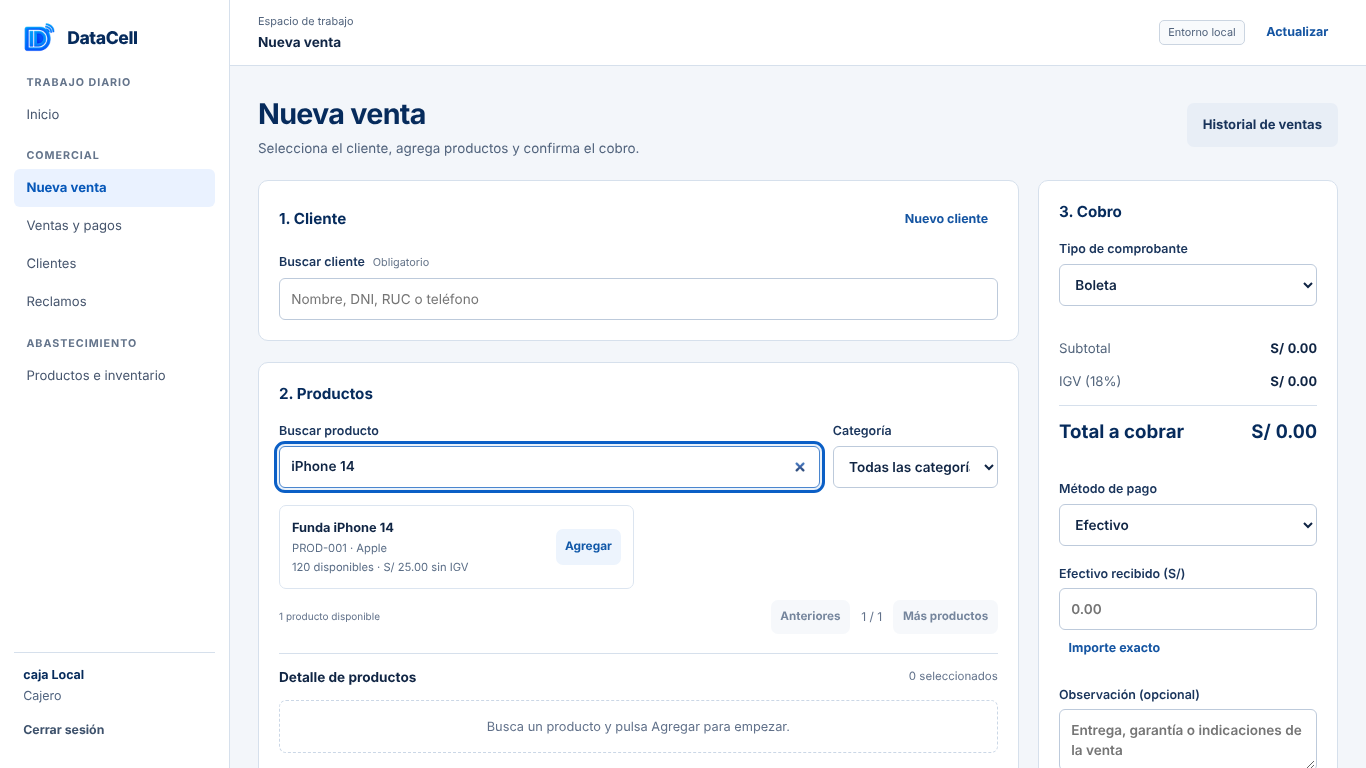 DataCell
TRABAJO DIARIO
Inicio
COMERCIAL
Nueva venta
Ventas y pagos
Clientes
Reclamos
ABASTECIMIENTO
Productos e inventario
caja Local
Cajero
Cerrar sesión
Espacio de trabajo
Nueva venta
Entorno local
Actualizar
Nueva venta
Selecciona el cliente, agrega productos y confirma el cobro.
Historial de ventas
1. Cliente
Nuevo cliente
Buscar cliente Obligatorio
Nombre, DNI, RUC o teléfono
2. Productos
Buscar producto
Categoría
iPhone 14
Todas las categorí
Funda iPhone 14
PROD-001 · Apple
120 disponibles · S/ 25.00 sin IGV
Agregar
1 producto disponible
Anteriores
1 / 1
Más productos
Detalle de productos
0 seleccionados
Busca un producto y pulsa Agregar para empezar.
3. Cobro
Tipo de comprobante
Boleta
Subtotal S/ 0.00
IGV (18%) S/ 0.00
Total a cobrar S/ 0.00
Método de pago
Efectivo
Efectivo recibido (S/)
0.00
Importe exacto
Observación (opcional)
Entrega, garantía o indicaciones de
la venta